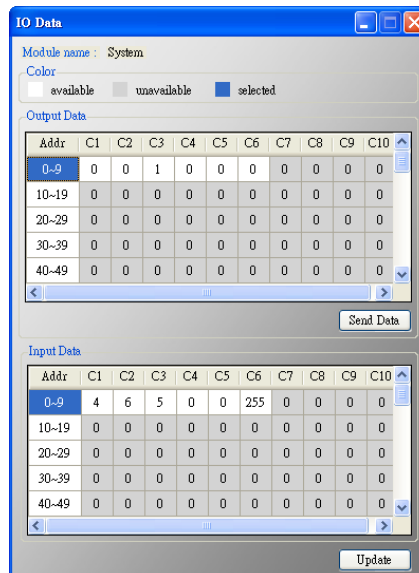 IO Data
Module name : System
Color
available unavailable selected
Output Data
Addr C1 C2 C3 C4 C5 C6 C7 C8 C9 C10
0~9 0 0 1 0 0 0 0 0 0 0
10~19 0 0 0 0 0 0 0 0 0 0
20~29 0 0 0 0 0 0 0 0 0 0
30~39 0 0 0 0 0 0 0 0 0 0
40~49 0 0 0 0 0 0 0 0 0 0
Send Data
Input Data
Addr C1 C2 C3 C4 C5 C6 C7 C8 C9 C10
0~9 4 6 5 0 0 255 0 0 0 0
10~19 0 0 0 0 0 0 0 0 0 0
20~29 0 0 0 0 0 0 0 0 0 0
30~39 0 0 0 0 0 0 0 0 0 0
40~49 0 0 0 0 0 0 0 0 0 0
Update